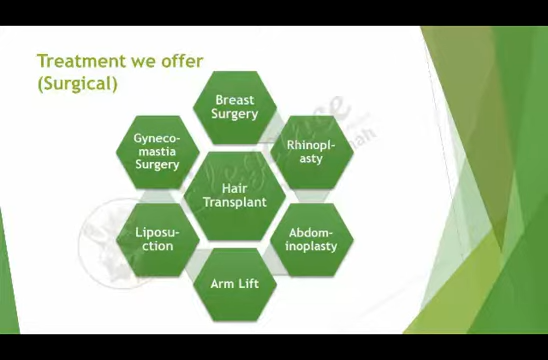 Treatment we offer
(Surgical)
Breast
Surgery
Gyneco-
mastia
Surgery
Rhinopl-
asty
Hair
Transplant
Liposu-
ction
Abdom-
inoplasty
Arm Lift